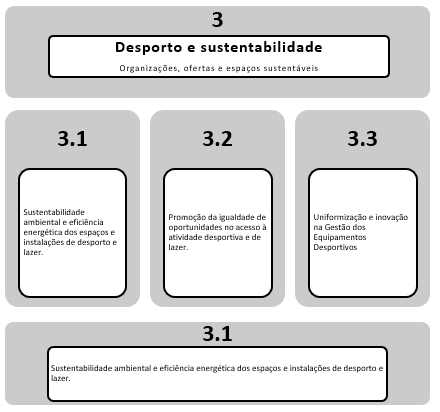 3
Desporto e sustentabilidade
Organizações, ofertas e espaços sustentáveis
3.1
Sustentabilidade
ambiental e eficiência
energética dos espaços e
instalações de desporto e
lazer.
3.2
Promoção da igualdade de
oportunidades no acesso à
atividade desportiva e de
lazer.
3.3
Uniformização e inovação
na Gestão dos
Equipamentos
Desportivos
3.1
Sustentabilidade ambiental e eficiência energética dos espaços e instalações de desporto e
lazer.